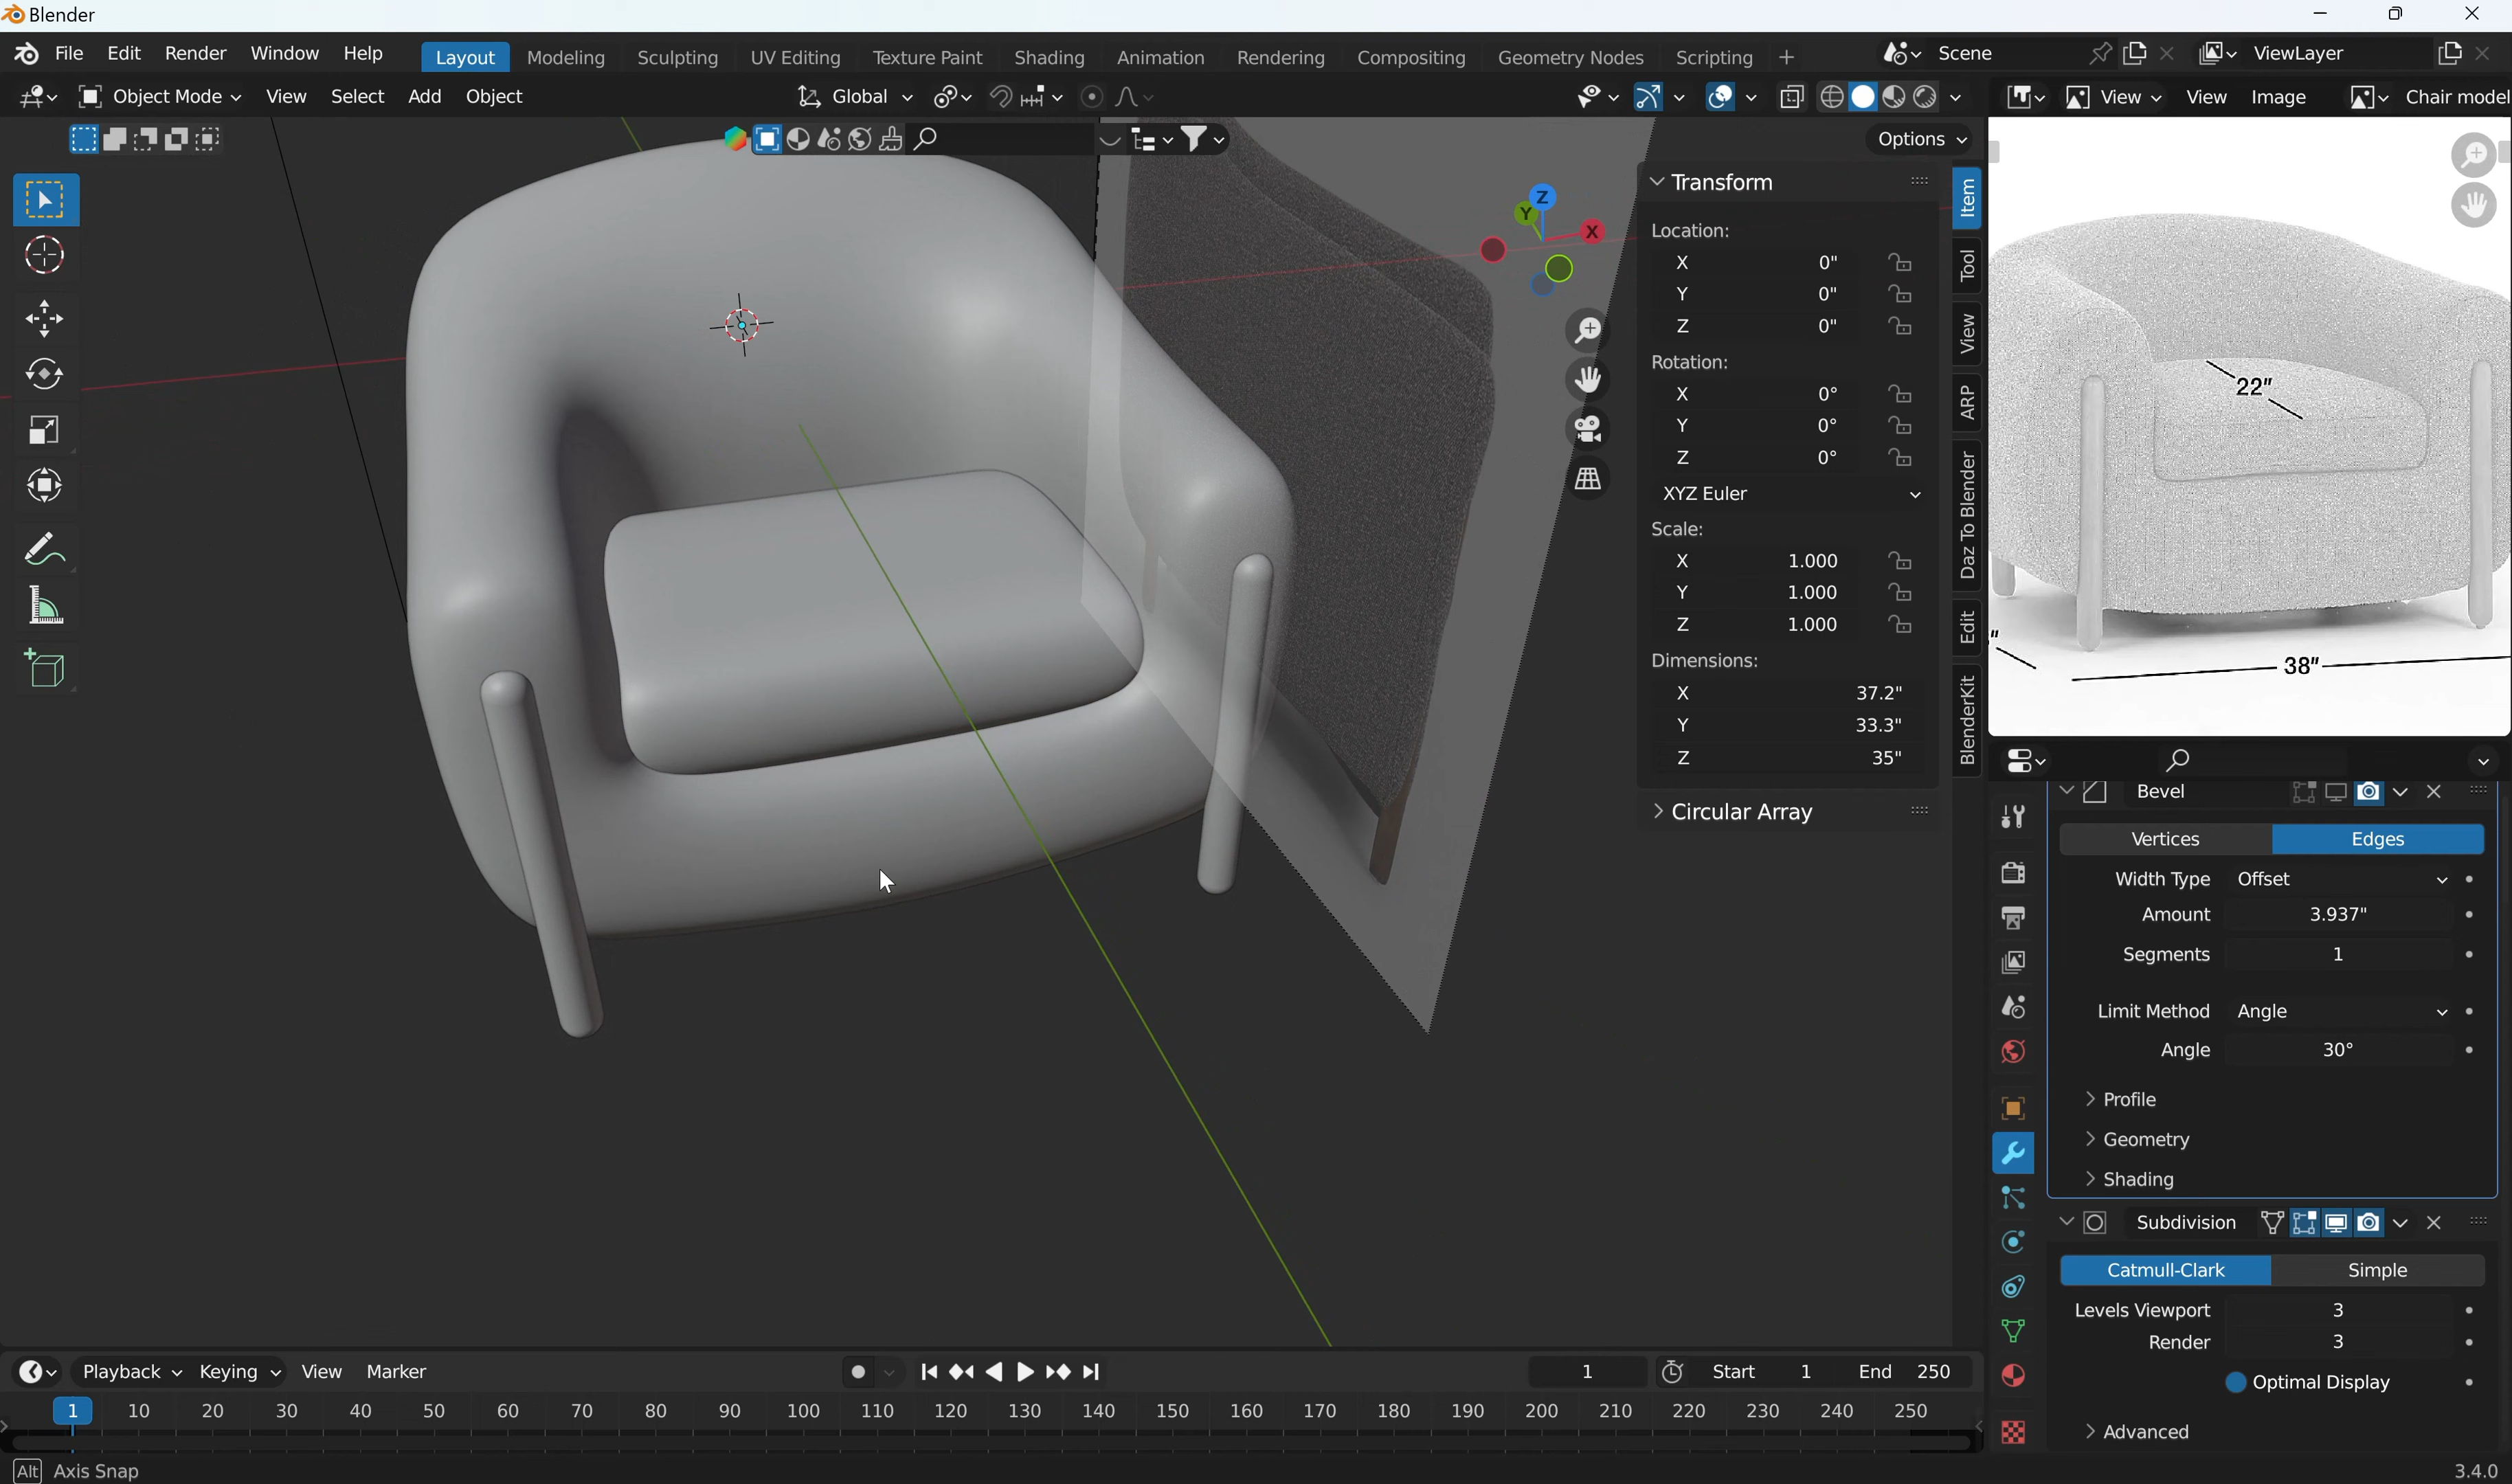 Blender
File Edit Render Window Help Layout Modeling Sculpting UV Editing Texture Paint Shading Animation Rendering Compositing Geometry Nodes Scripting + Scene ViewLayer
Object Mode View Select Add Object Global View View Image Chair model
Options
Transform
Location:
X 0"
Y 0"
Z 0"
Rotation:
X 0°
Y 0°
Z 0°
XYZ Euler
Scale:
X 1.000
Y 1.000
Z 1.000
Dimensions:
X 37.2"
Y 33.3"
Z 35"
Circular Array
Item
Tool
View
ARP
Daz To Blender
Edit
BlenderKit
Z
Y
X
22"
"
38"
Bevel
Vertices Edges
Width Type Offset
Amount 3.937"
Segments 1
Limit Method Angle
Angle 30°
Profile
Geometry
Shading
Subdivision
Catmull-Clark Simple
Levels Viewport 3
Render 3
Optimal Display
Advanced
Playback Keying View Marker 1 Start 1 End 250
1 10 20 30 40 50 60 70 80 90 100 110 120 130 140 150 160 170 180 190 200 210 220 230 240 250
Alt Axis Snap 3.4.0